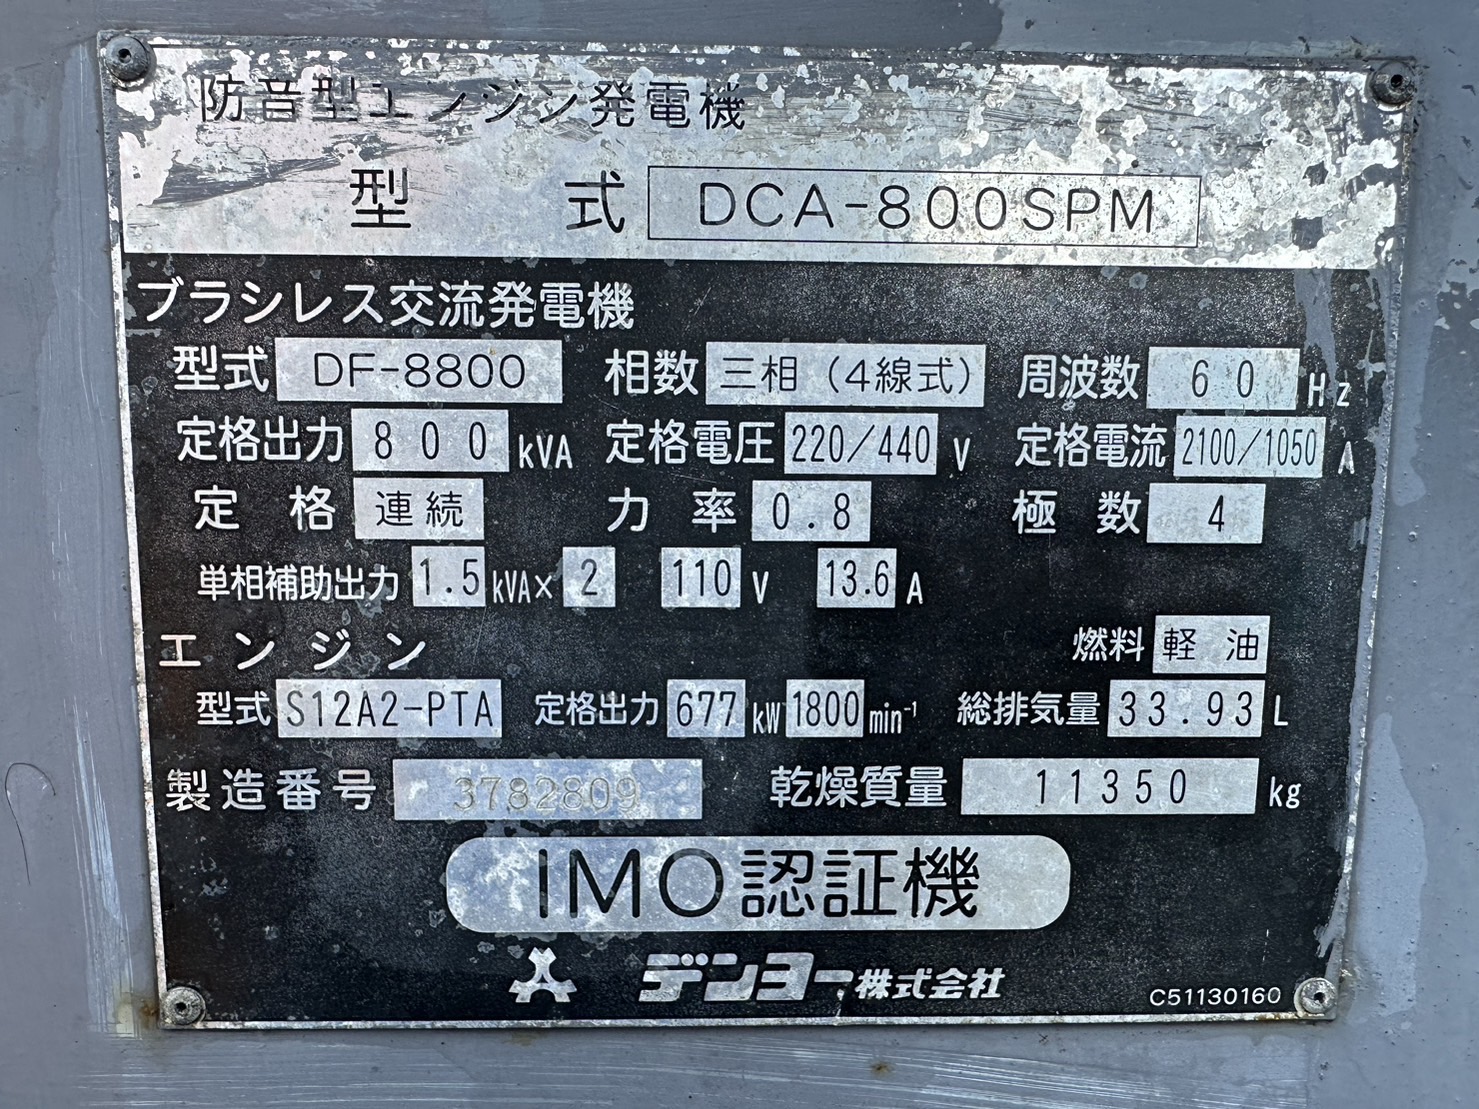 防音型エンジン発電機
型式 DCA-800SPM
ブラシレス交流発電機
型式 DF-8800 相数 三相(4線式) 周波数 60 Hz
定格出力 800 kVA 定格電圧 220/440 V 定格電流 2100/1050 A
定格 連続 力率 0.8 極数 4
単相補助出力 1.5 kVA× 2 110 V 13.6 A
エンジン 燃料 軽油
型式 S12A2-PTA 定格出力 677 kW 1800 min⁻¹ 総排気量 33.93 L
製造番号 3782809 乾燥質量 11350 kg
IMO認証機
デンヨー株式会社 C51130160